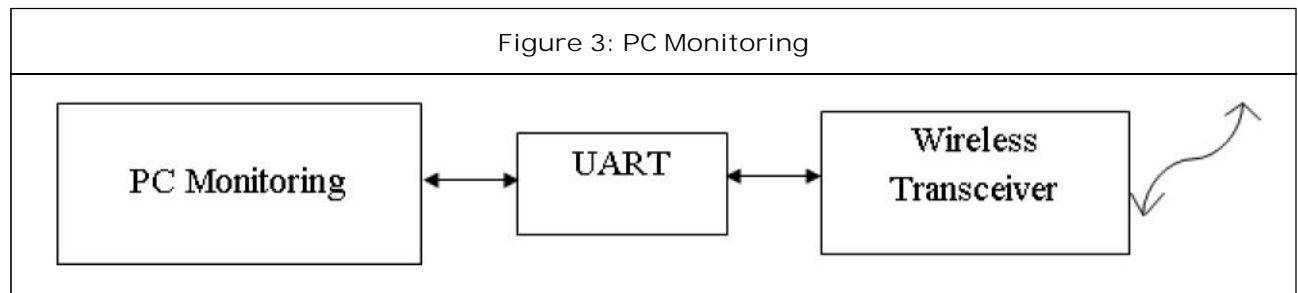 Figure 3: PC Monitoring
PC Monitoring
UART
Wireless
Transceiver